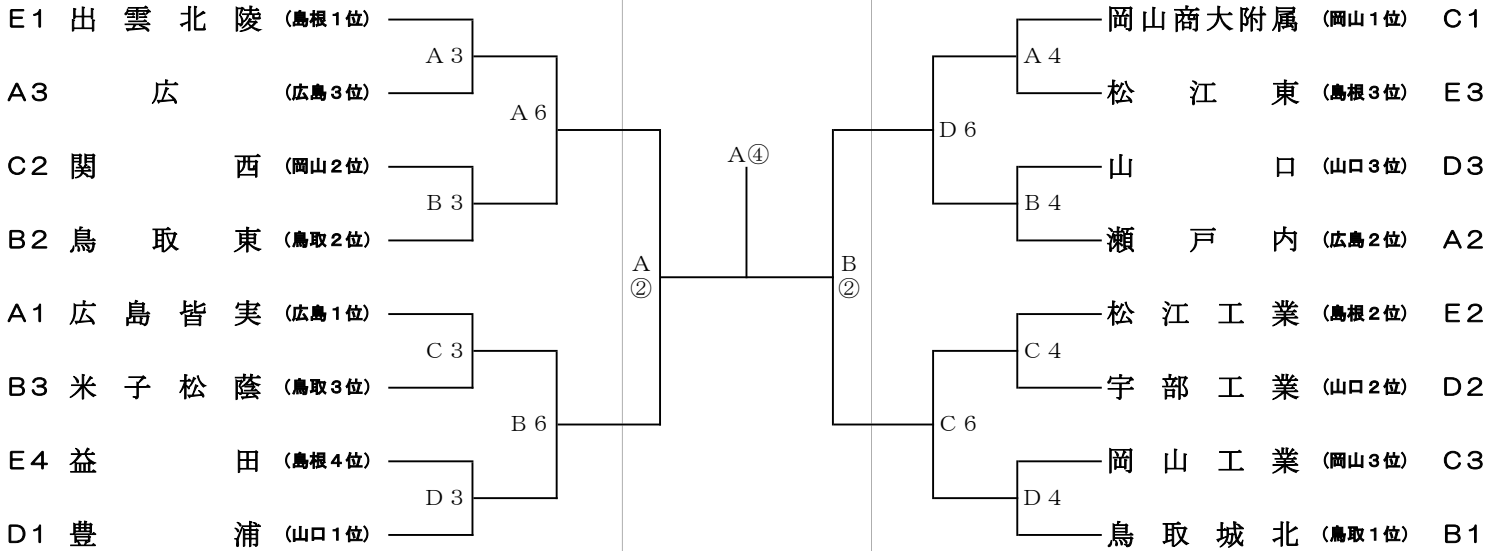 E1 出雲北陵 (島根1位)
A3 広 (広島3位)
C2 関西 (岡山2位)
B2 鳥取東 (鳥取2位)
A1 広島皆実 (広島1位)
B3 米子松蔭 (鳥取3位)
E4 益田 (島根4位)
D1 豊浦 (山口1位)
A3
B3
C3
D3
A6
B6
A
②
A④
B
②
D6
C6
A4
B4
C4
D4
岡山商大附属 (岡山1位) C1
松江東 (島根3位) E3
山口 (山口3位) D3
瀬戸内 (広島2位) A2
松江工業 (島根2位) E2
宇部工業 (山口2位) D2
岡山工業 (岡山3位) C3
鳥取城北 (鳥取1位) B1